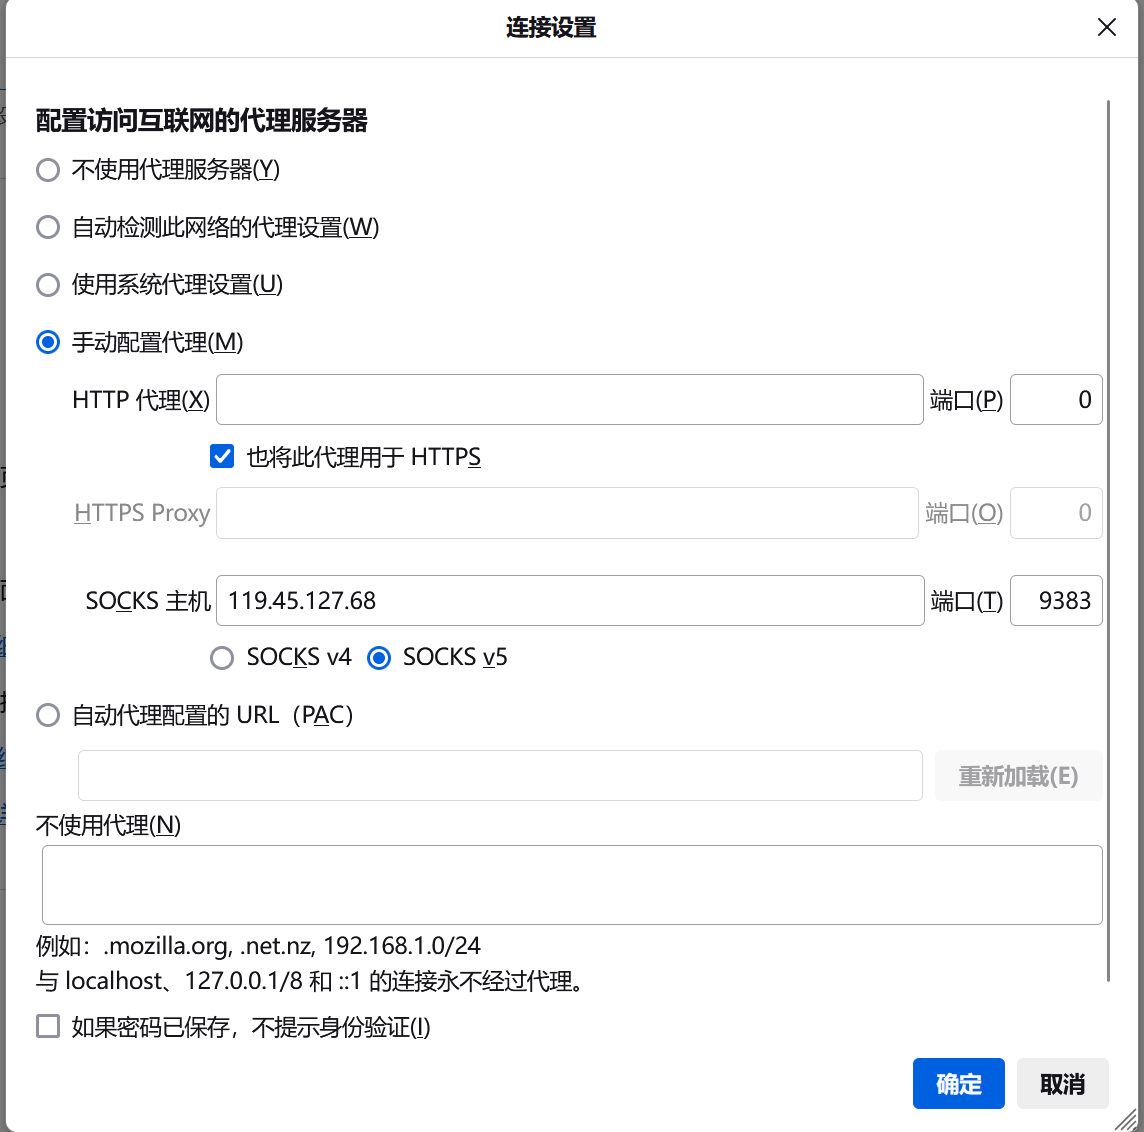 连接设置
配置访问互联网的代理服务器
不使用代理服务器(Y)
自动检测此网络的代理设置(W)
使用系统代理设置(U)
手动配置代理(M)
HTTP 代理(X) 端口(P) 0
也将此代理用于 HTTPS
HTTPS Proxy 端口(O) 0
SOCKS 主机 119.45.127.68 端口(T) 9383
SOCKS v4 SOCKS v5
自动代理配置的 URL（PAC）
重新加载(E)
不使用代理(N)
例如：.mozilla.org, .net.nz, 192.168.1.0/24
与 localhost、127.0.0.1/8 和 ::1 的连接永不经过代理。
如果密码已保存，不提示身份验证(I)
确定 取消